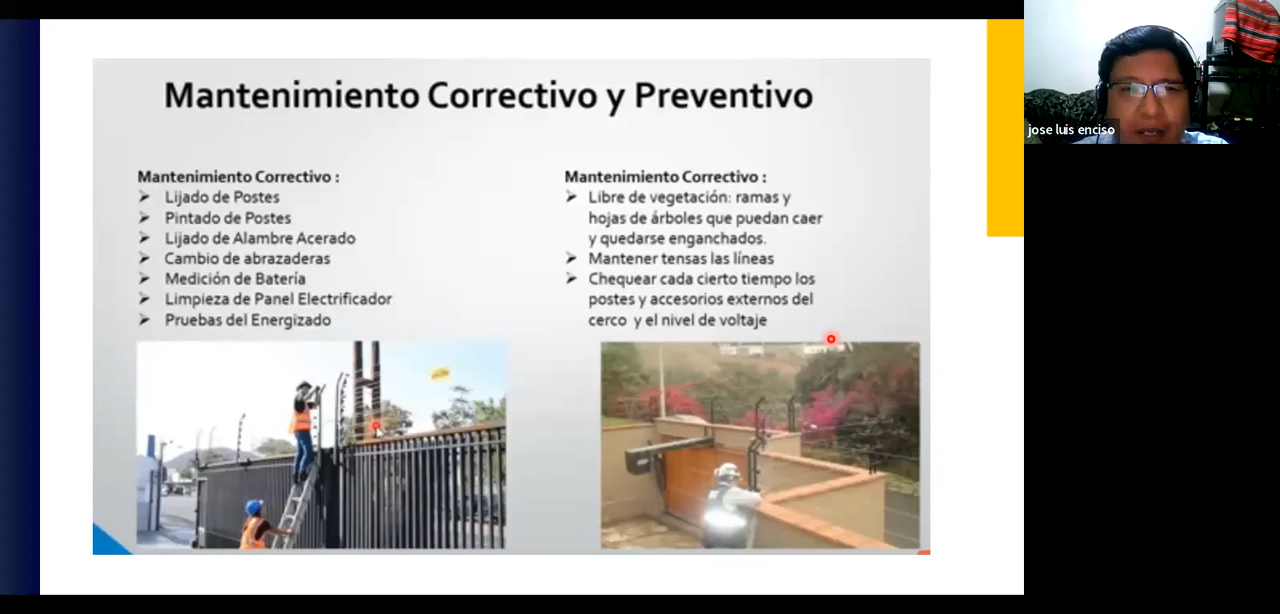 Mantenimiento Correctivo y Preventivo
Mantenimiento Correctivo :
Lijado de Postes
Pintado de Postes
Lijado de Alambre Acerado
Cambio de abrazaderas
Medición de Batería
Limpieza de Panel Electrificador
Pruebas del Energizado
Mantenimiento Correctivo :
Libre de vegetación: ramas y
hojas de árboles que puedan caer
y quedarse enganchados.
Mantener tensas las líneas
Chequear cada cierto tiempo los
postes y accesorios externos del
cerco y el nivel de voltaje
jose luis enciso